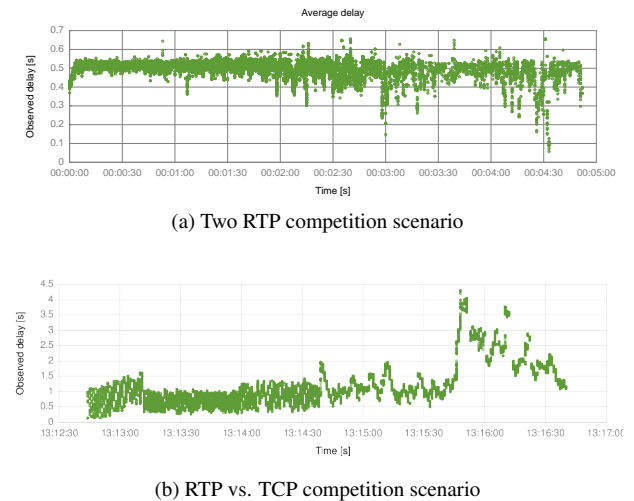 Average delay
Observed delay [s]
0.7
0.6
0.5
0.4
0.3
0.2
0.1
0
00:00:00 00:00:30 00:01:00 00:01:30 00:02:00 00:02:30 00:03:00 00:03:30 00:04:00 00:04:30 00:05:00
Time [s]
(a) Two RTP competition scenario
Observed delay [s]
4.5
4
3.5
3
2.5
2
1.5
1
0.5
0
13:12:30 13:13:00 13:13:30 13:14:00 13:14:30 13:15:00 13:15:30 13:16:00 13:16:30 13:17:00
Time [s]
(b) RTP vs. TCP competition scenario